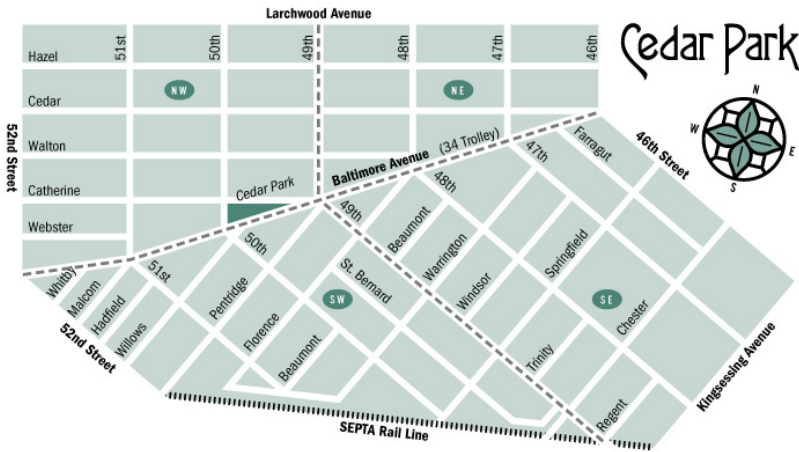 Larchwood Avenue
Cedar Park
Hazel
51st
50th
49th
48th
47th
46th
Cedar
NW
NE
N
W
E
S
52nd Street
Walton
Baltimore Avenue (34 Trolley)
47th
Farragut
46th Street
Catherine
Cedar Park
48th
Webster
49th
Beaumont
50th
Warrington
Springfield
51st
St. Bernard
Windsor
Whitby
Malcom
Hadfield
Willows
Pentridge
SW
SE
Chester
52nd Street
Florence
Beaumont
Trinity
Kingsessing Avenue
Regent
SEPTA Rail Line